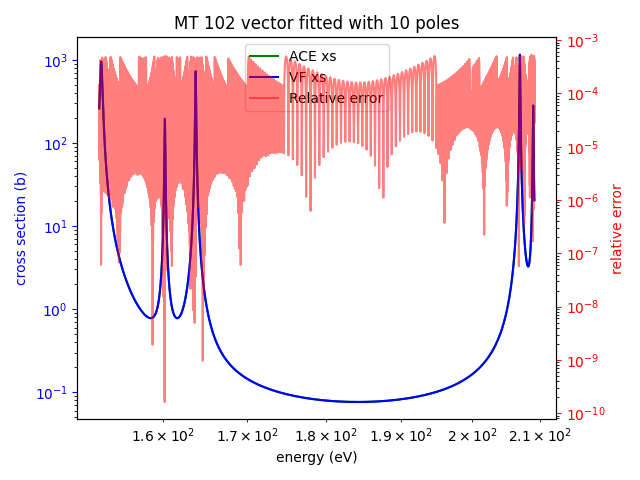 MT 102 vector fitted with 10 poles
ACE xs
VF xs
Relative error
cross section (b)
10³
10²
10¹
10⁰
10⁻¹
10⁻³
10⁻⁴
10⁻⁵
10⁻⁶
10⁻⁷
10⁻⁸
10⁻⁹
10⁻¹⁰
relative error
1.6 × 10² 1.7 × 10² 1.8 × 10² 1.9 × 10² 2 × 10² 2.1 × 10²
energy (eV)